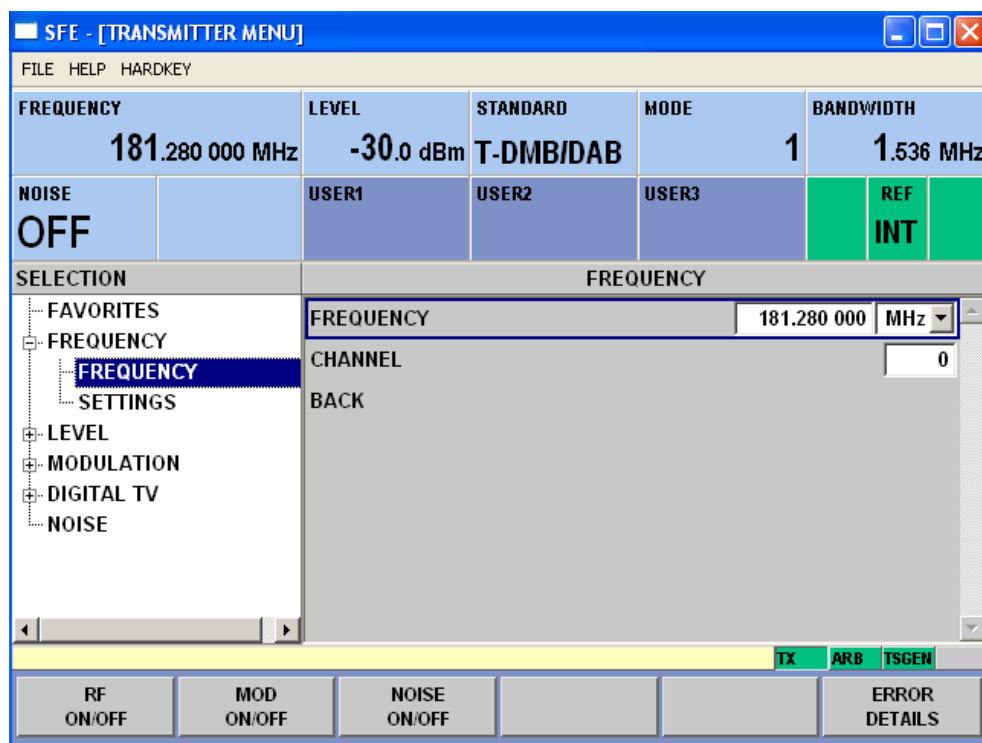 SFE - [TRANSMITTER MENU]
FILE HELP HARDKEY
FREQUENCY LEVEL STANDARD MODE BANDWIDTH
181.280 000 MHz -30.0 dBm T-DMB/DAB 1 1.536 MHz
NOISE USER1 USER2 USER3 REF
OFF INT
SELECTION FREQUENCY
FAVORITES
FREQUENCY
FREQUENCY
SETTINGS
LEVEL
MODULATION
DIGITAL TV
NOISE
FREQUENCY 181.280 000 MHz
CHANNEL 0
BACK
TX ARB TSGEN
RF ON/OFF
MOD ON/OFF
NOISE ON/OFF
ERROR DETAILS